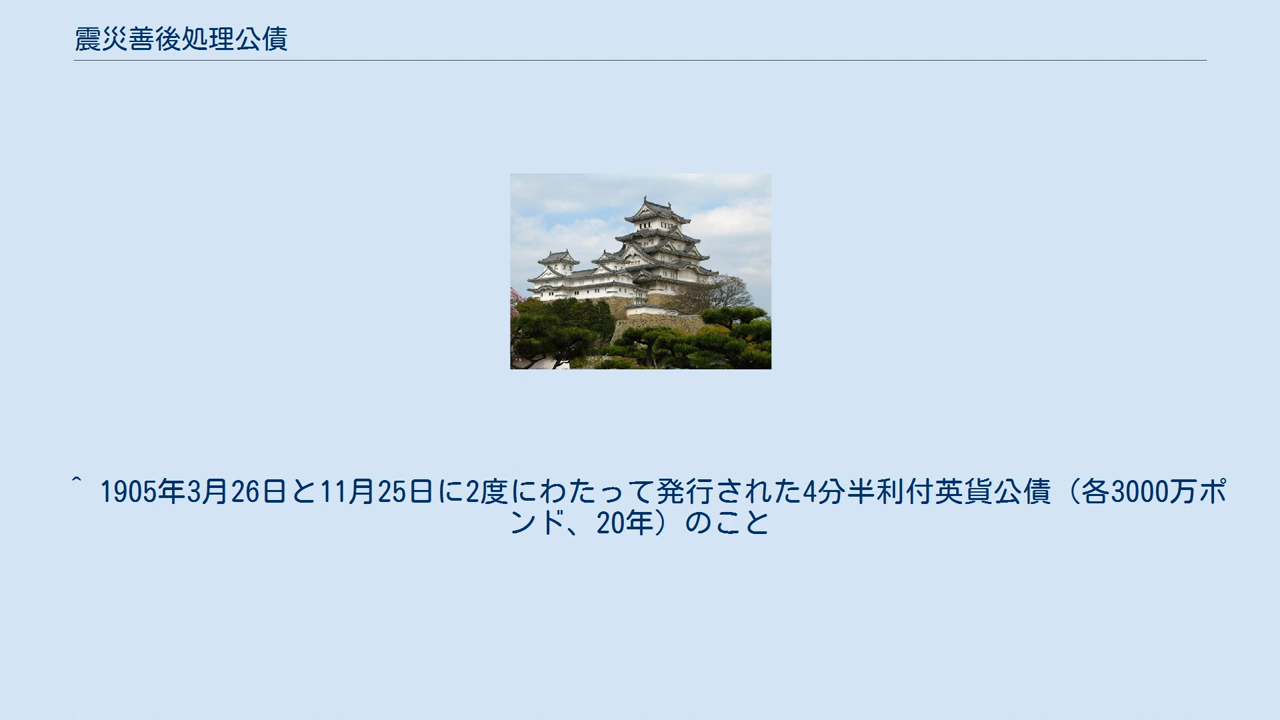 震災善後処理公債
^ 1905年3月26日と11月25日に2度にわたって発行された4分半利付英貨公債（各3000万ポ
ンド、20年）のこと